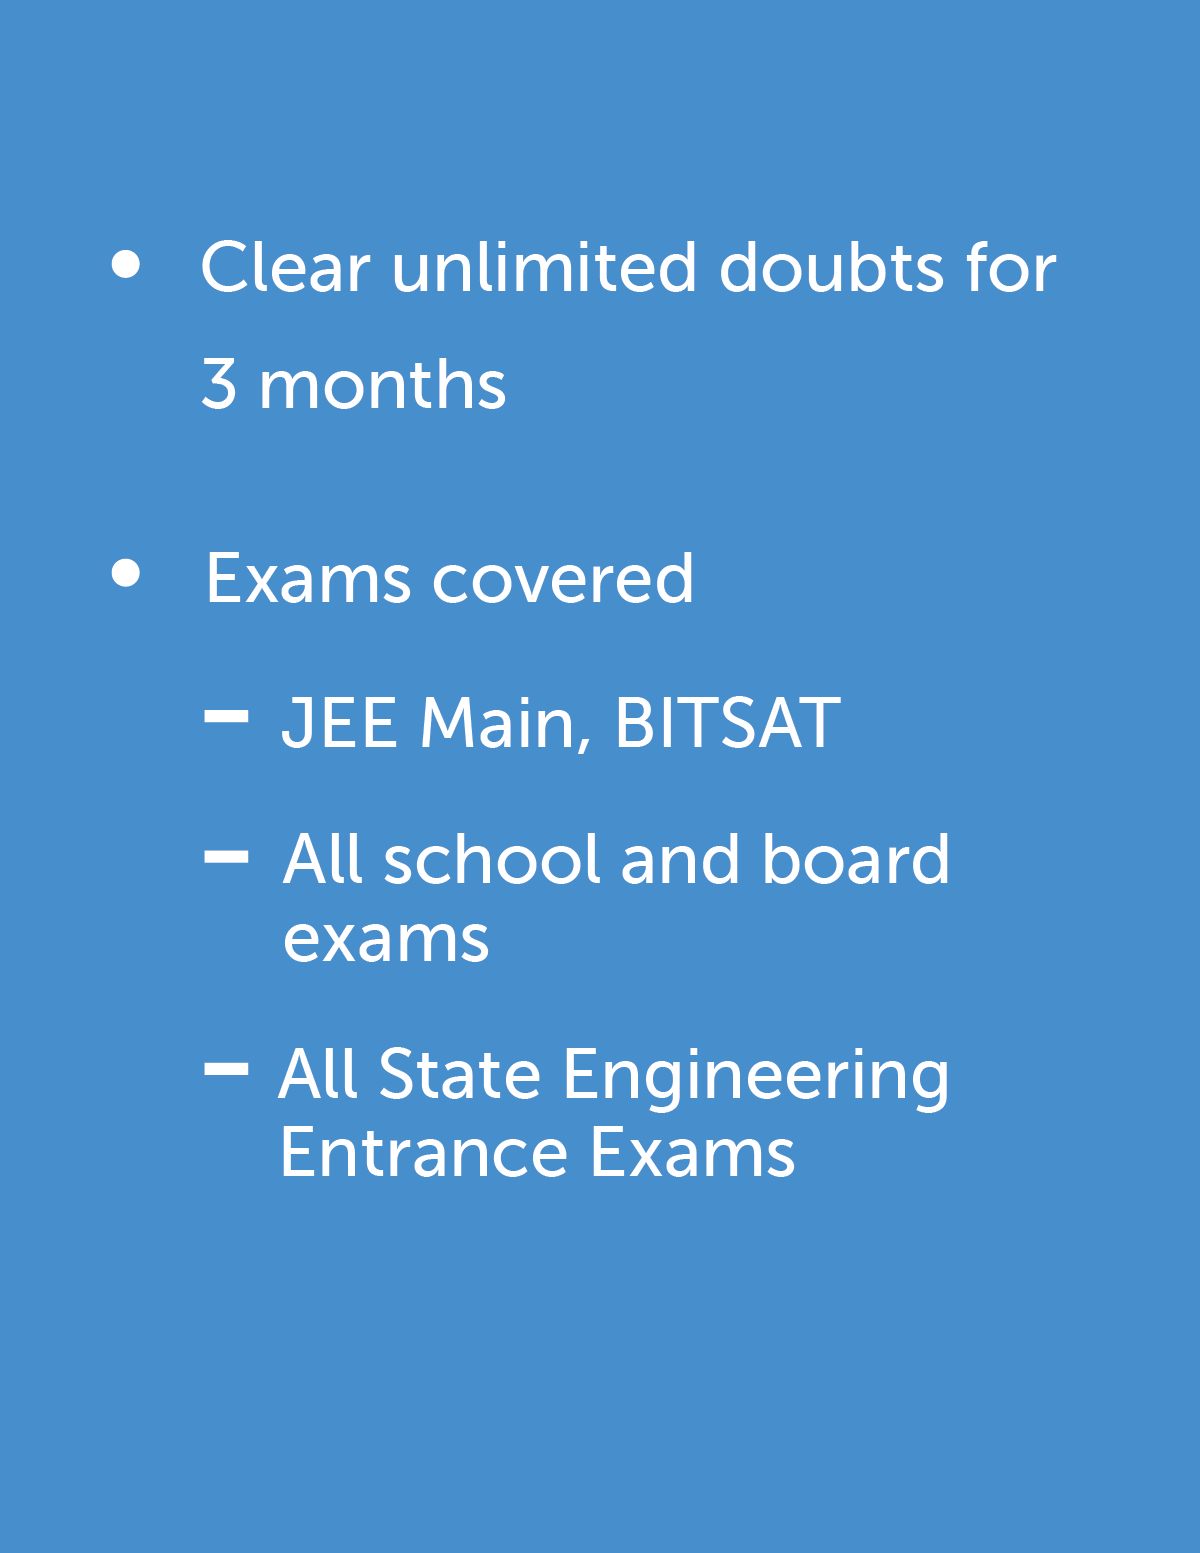 • Clear unlimited doubts for
3 months
• Exams covered
– JEE Main, BITSAT
– All school and board
exams
– All State Engineering
Entrance Exams